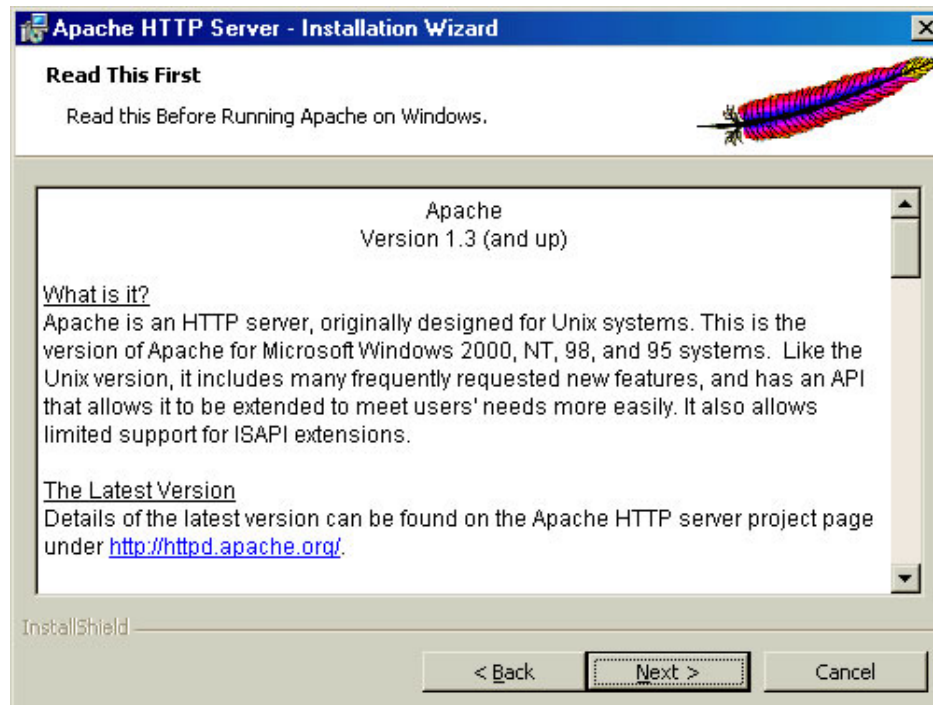 Apache HTTP Server - Installation Wizard
Read This First
Read this Before Running Apache on Windows.
Apache
Version 1.3 (and up)
What is it?
Apache is an HTTP server, originally designed for Unix systems. This is the
version of Apache for Microsoft Windows 2000, NT, 98, and 95 systems.  Like the
Unix version, it includes many frequently requested new features, and has an API
that allows it to be extended to meet users' needs more easily. It also allows
limited support for ISAPI extensions.
The Latest Version
Details of the latest version can be found on the Apache HTTP server project page
under http://httpd.apache.org/.
InstallShield
< Back
Next >
Cancel